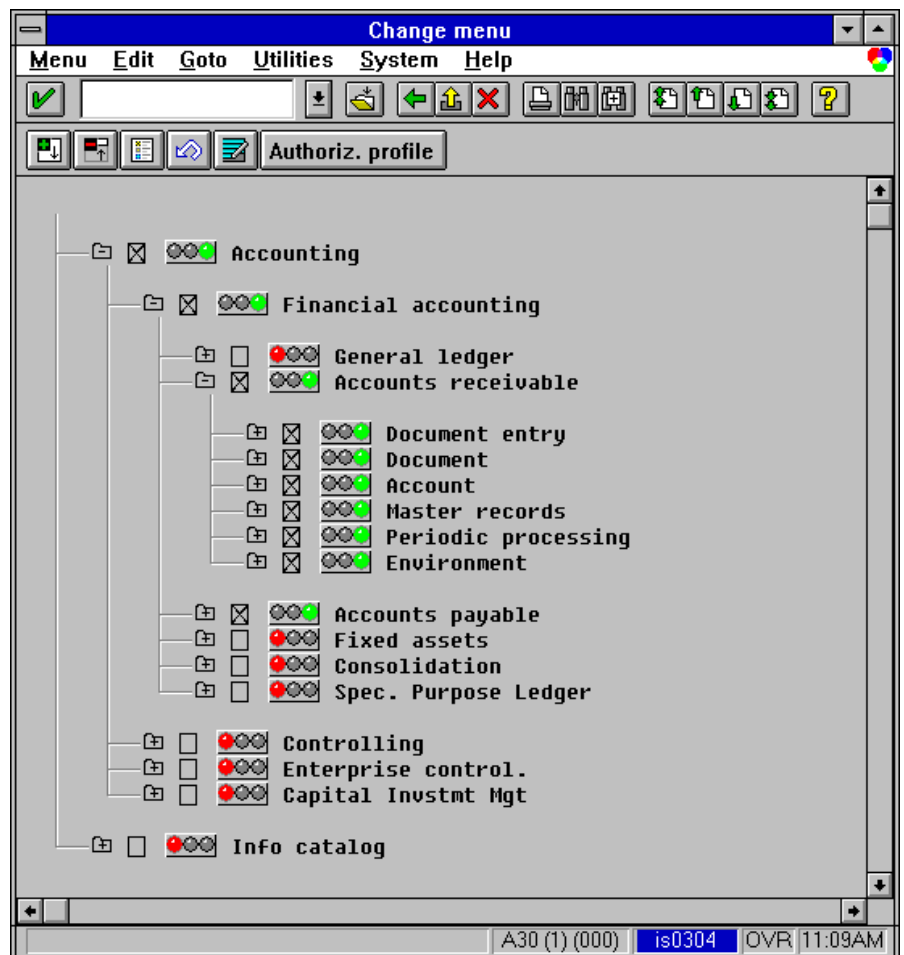 Change menu
Menu Edit Goto Utilities System Help
Authoriz. profile
Accounting
Financial accounting
General ledger
Accounts receivable
Document entry
Document
Account
Master records
Periodic processing
Environment
Accounts payable
Fixed assets
Consolidation
Spec. Purpose Ledger
Controlling
Enterprise control.
Capital Invstmt Mgt
Info catalog
A30 (1) (000) is0304 OVR 11:09AM